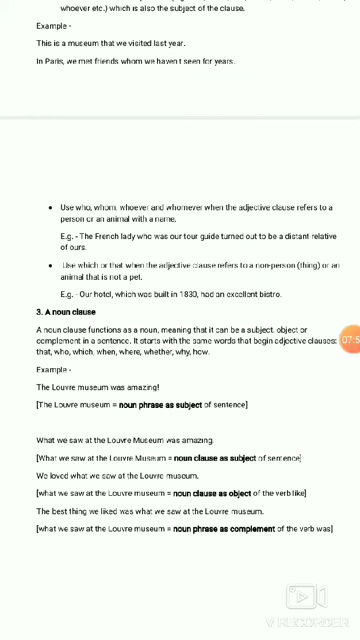 whoever etc.) which is also the subject of the clause.
Example -
This is a museum that we visited last year.
In Paris, we met friends whom we haven't seen for years.
• Use who, whom, whoever and whomever when the adjective clause refers to a
person or an animal with a name.
E.g. - The French lady who was our tour guide turned out to be a distant relative
of ours.
• Use which or that when the adjective clause refers to a non-person (thing) or an
animal that is not a pet.
E.g. - Our hotel, which was built in 1830, had an excellent bistro.
3. A noun clause
A noun clause functions as a noun, meaning that it can be a subject, object or
complement in a sentence. It starts with the same words that begin adjective clauses:
that, who, which, when, where, whether, why, how.
07:5
Example -
The Louvre museum was amazing!
[The Louvre museum = noun phrase as subject of sentence]
What we saw at the Louvre Museum was amazing.
[What we saw at the Louvre Museum = noun clause as subject of sentence]
We loved what we saw at the Louvre museum.
[what we saw at the Louvre museum = noun clause as object of the verb like]
The best thing we liked was what we saw at the Louvre museum.
[what we saw at the Louvre museum = noun phrase as complement of the verb was]
V RECORDER